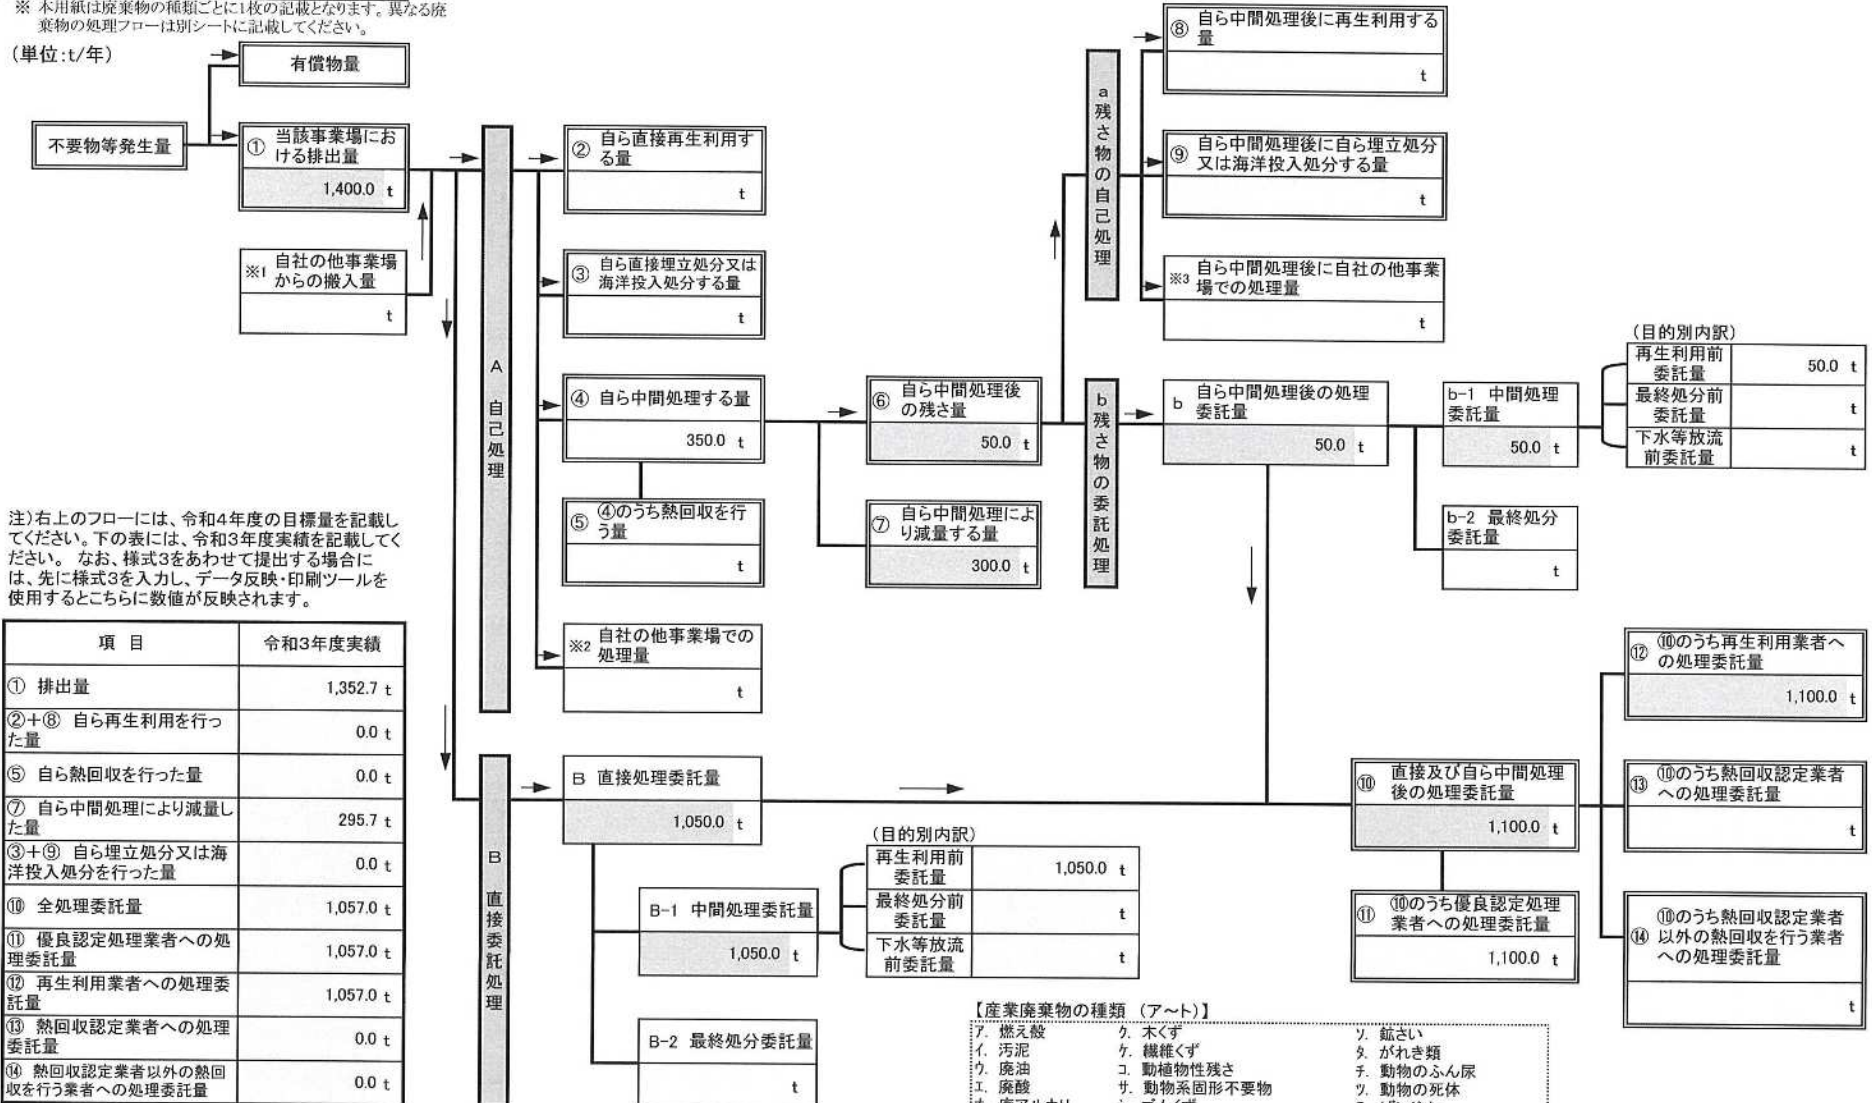 ※ 本用紙は廃棄物の種類ごとに1枚の記載となります。異なる廃
棄物の処理フローは別シートに記載してください。
(単位:t/年)
有償物量
不要物等発生量
① 当該事業場にお
ける排出量
1,400.0 t
※1 自社の他事業場
からの搬入量
t
A 自己処理
② 自ら直接再生利用す
る量
t
③ 自ら直接埋立処分又は
海洋投入処分する量
t
④ 自ら中間処理する量
350.0 t
⑤ ④のうち熱回収を行
う量
t
※2 自社の他事業場での
処理量
t
⑥ 自ら中間処理後
の残さ量
50.0 t
⑦ 自ら中間処理によ
り減量する量
300.0 t
a 残さ物の自己処理
⑧ 自ら中間処理後に再生利用する
量
t
⑨ 自ら中間処理後に自ら埋立処分
又は海洋投入処分する量
t
※3 自ら中間処理後に自社の他事業
場での処理量
t
b 残さ物の委託処理
b 自ら中間処理後の処理
委託量
50.0 t
b-1 中間処理
委託量
50.0 t
b-2 最終処分
委託量
t
(目的別内訳)
再生利用前
委託量
50.0 t
最終処分前
委託量
t
下水等放流
前委託量
t
注)右上のフローには、令和4年度の目標量を記載し
てください。下の表には、令和3年度実績を記載してく
ださい。 なお、様式3をあわせて提出する場合に
は、先に様式3を入力し、データ反映・印刷ツールを
使用するとこちらに数値が反映されます。
項 目 令和3年度実績
① 排出量 1,352.7 t
②+⑧ 自ら再生利用を行っ
た量
0.0 t
⑤ 自ら熱回収を行った量 0.0 t
⑦ 自ら中間処理により減量し
た量
295.7 t
③+⑨ 自ら埋立処分又は海
洋投入処分を行った量
0.0 t
⑩ 全処理委託量 1,057.0 t
⑪ 優良認定処理業者への処
理委託量
1,057.0 t
⑫ 再生利用業者への処理委
託量
1,057.0 t
⑬ 熱回収認定業者への処理
委託量
0.0 t
⑭ 熱回収認定業者以外の熱回
収を行う業者への処理委託量
0.0 t
B 直接委託処理
B 直接処理委託量
1,050.0 t
B-1 中間処理委託量
1,050.0 t
B-2 最終処分委託量
t
(目的別内訳)
再生利用前
委託量
1,050.0 t
最終処分前
委託量
t
下水等放流
前委託量
t
⑩ 直接及び自ら中間処理
後の処理委託量
1,100.0 t
⑪ ⑩のうち優良認定処理
業者への処理委託量
1,100.0 t
⑫ ⑩のうち再生利用業者へ
の処理委託量
1,100.0 t
⑬ ⑩のうち熱回収認定業者
への処理委託量
t
⑭ ⑩のうち熱回収認定業者
以外の熱回収を行う業者
への処理委託量
t
【産業廃棄物の種類 (ア~ト)】
ア. 燃え殻 ク. 木くず ソ. 鉱さい
イ. 汚泥 ケ. 繊維くず タ. がれき類
ウ. 廃油 コ. 動植物性残さ チ. 動物のふん尿
エ. 廃酸 サ. 動物系固形不要物 ツ. 動物の死体